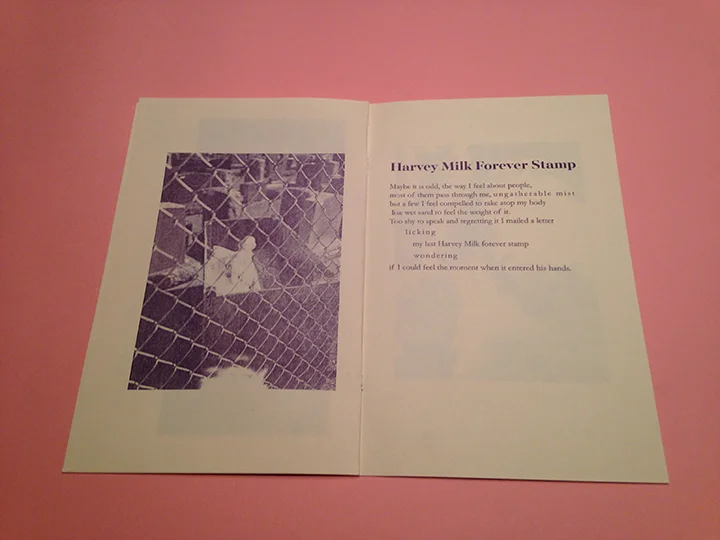 Harvey Milk Forever Stamp
Maybe it is odd, the way I feel about people,
most of them pass through me, ungatherable mist
but a few I feel compelled to rake atop my body
like wet sand to feel the weight of it.
Too shy to speak and regretting it I mailed a letter
licking
my last Harvey Milk forever stamp
wondering
if I could feel the moment when it entered his hands.